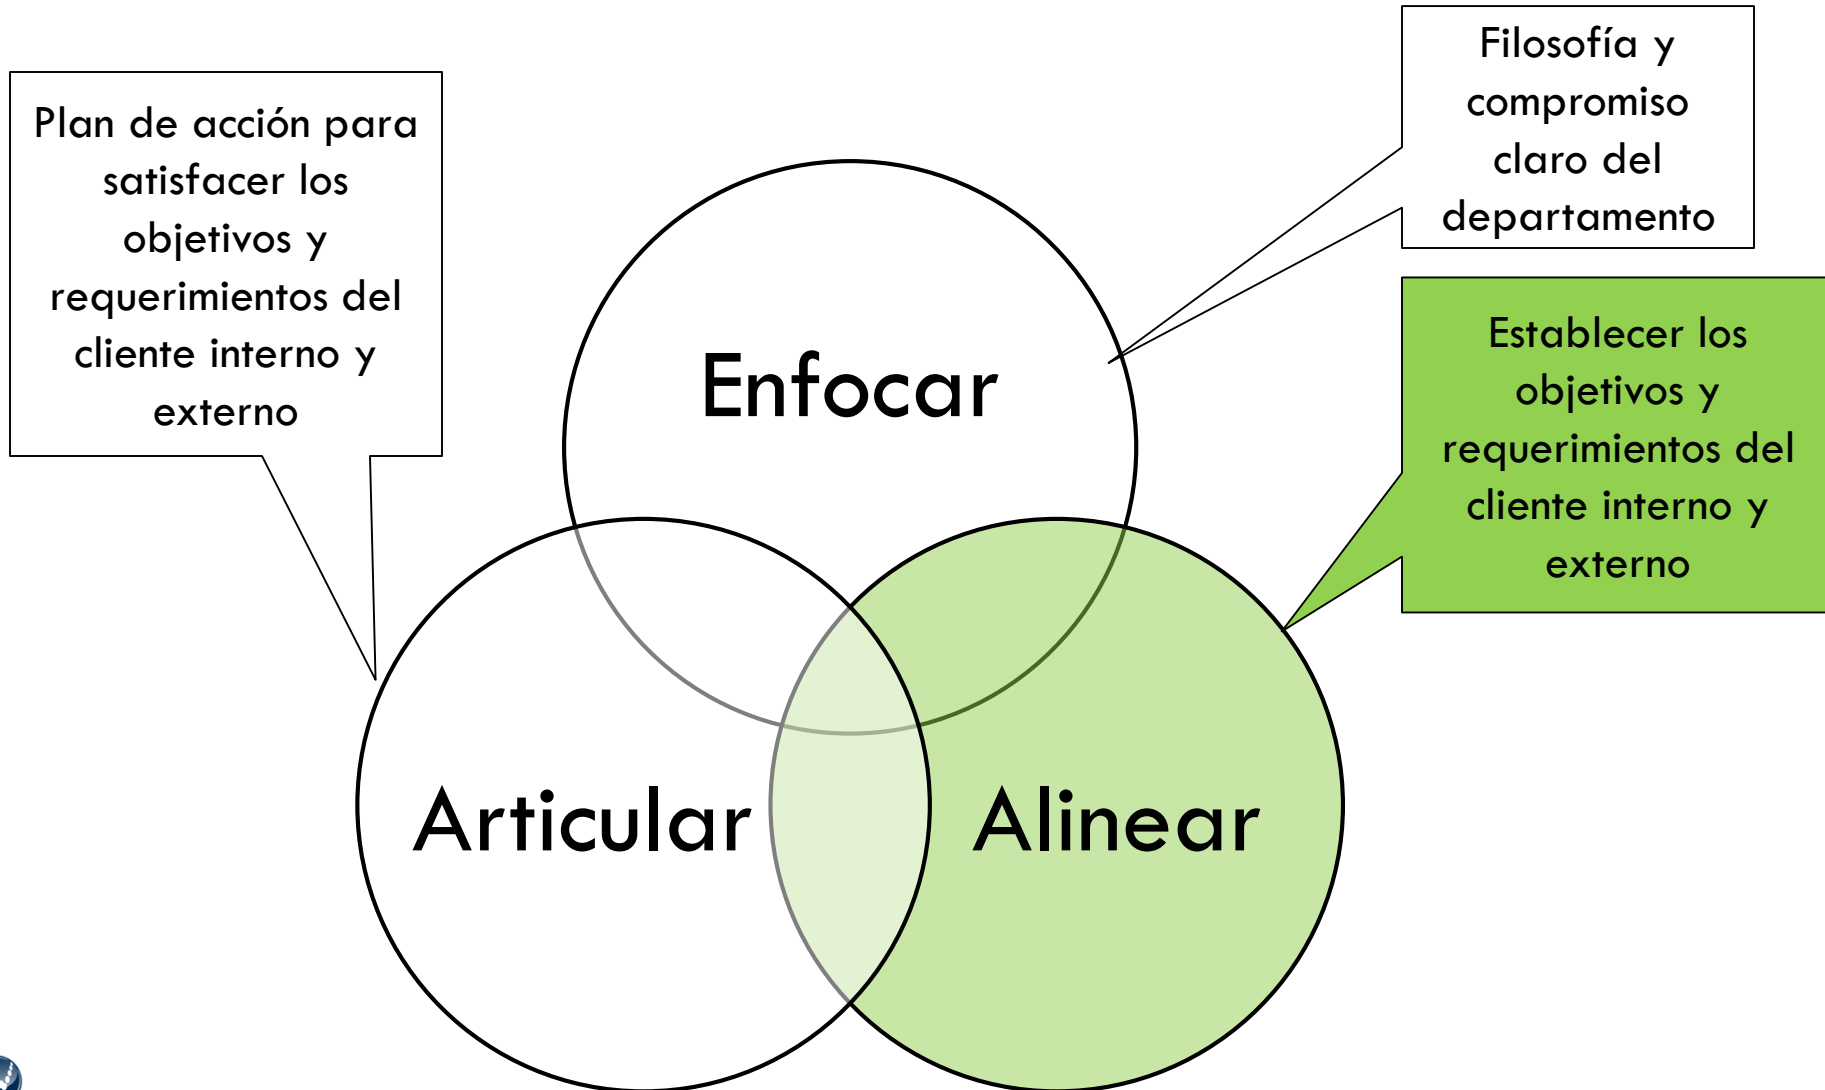 Filosofía y
compromiso
claro del
departamento
Plan de acción para
satisfacer los
objetivos y
requerimientos del
cliente interno y
externo
Establecer los
objetivos y
requerimientos del
cliente interno y
externo
Enfocar
Articular
Alinear